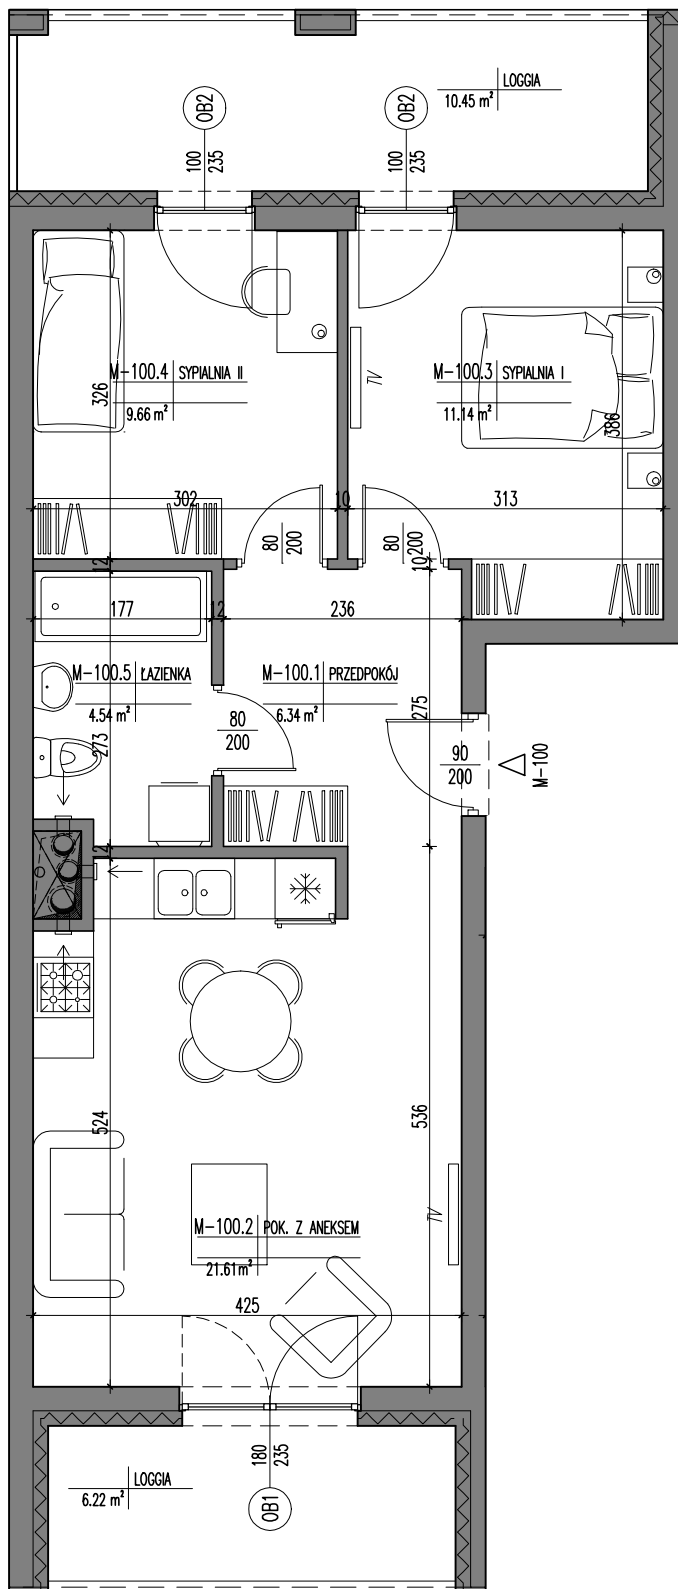 LOGGIA
10.45 m²
OB2
100
235
OB2
100
235
M-100.4 SYPIALNIA II
9.66 m²
326
TV
M-100.3 SYPIALNIA I
11.14 m²
386
302
10
313
80
200
80
200
12
10
177
12
236
M-100.5 ŁAZIENKA
4.54 m²
273
M-100.1 PRZEDPOKÓJ
6.34 m²
275
80
200
90
200
M-100
12
524
536
TV
M-100.2 POK. Z ANEKSEM
21.61 m²
425
180
235
LOGGIA
6.22 m²
OB1